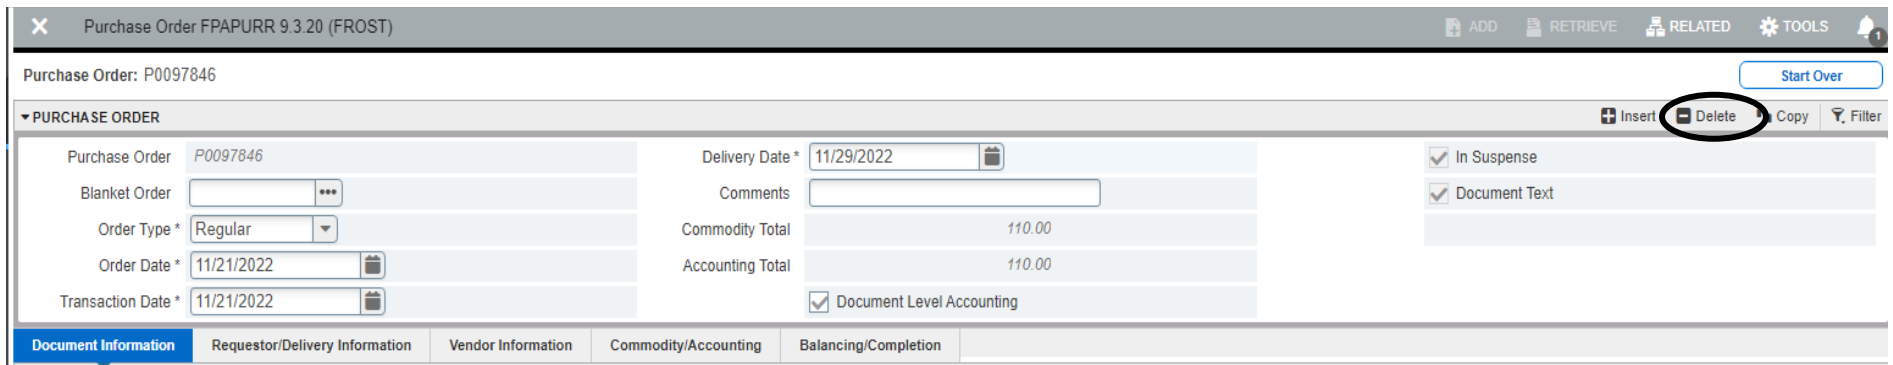 Purchase Order FPAPURR 9.3.20 (FROST) ADD RETRIEVE RELATED TOOLS 1
Purchase Order: P0097846 Start Over
PURCHASE ORDER Insert Delete Copy Filter
Purchase Order P0097846 Delivery Date * 11/29/2022 In Suspense
Blanket Order ••• Comments Document Text
Order Type * Regular Commodity Total 110.00
Order Date * 11/21/2022 Accounting Total 110.00
Transaction Date * 11/21/2022 Document Level Accounting
Document Information Requestor/Delivery Information Vendor Information Commodity/Accounting Balancing/Completion